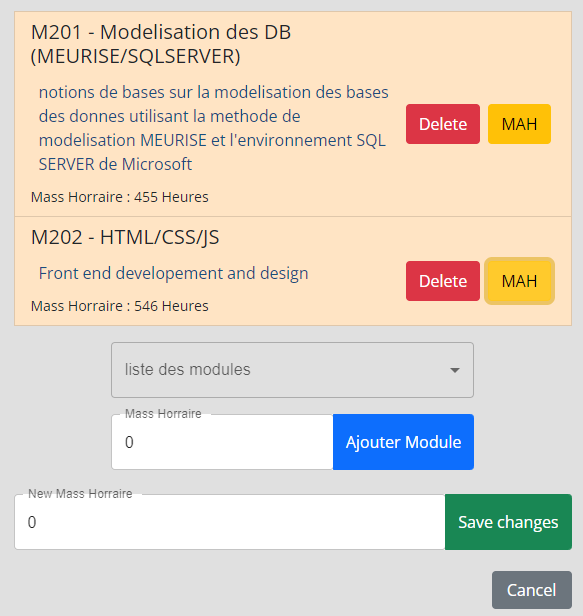 M201 - Modelisation des DB
(MEURISE/SQLSERVER)
notions de bases sur la modelisation des bases
des donnes utilisant la methode de
modelisation MEURISE et l'environnement SQL
SERVER de Microsoft
Delete
MAH
Mass Horraire : 455 Heures
M202 - HTML/CSS/JS
Front end developement and design
Delete
MAH
Mass Horraire : 546 Heures
liste des modules
Mass Horraire
0
Ajouter Module
New Mass Horraire
0
Save changes
Cancel